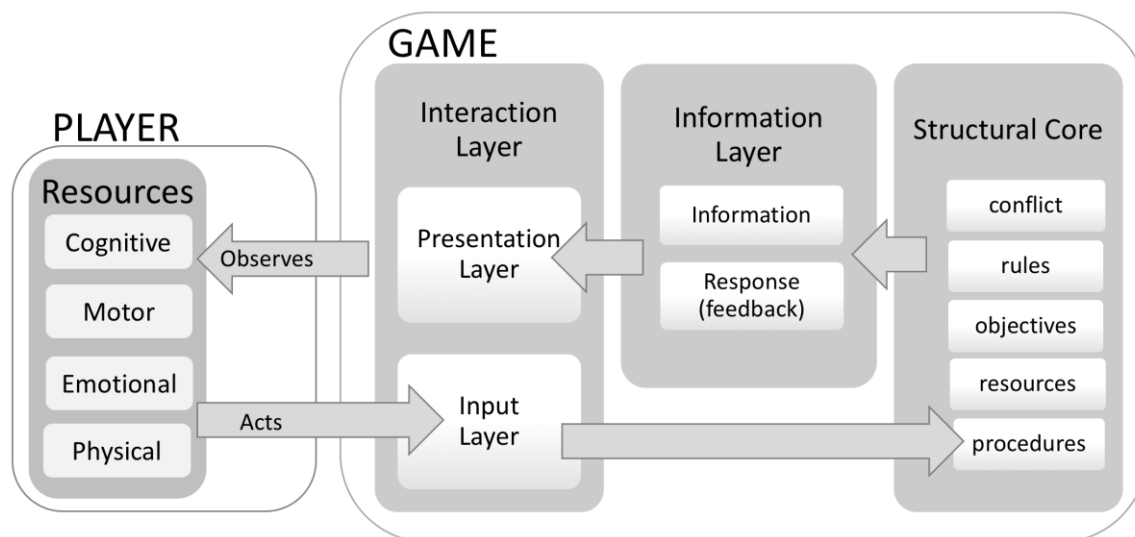 GAME
PLAYER
Resources
Cognitive
Motor
Emotional
Physical
Observes
Acts
Interaction
Layer
Presentation
Layer
Input
Layer
Information
Layer
Information
Response
(feedback)
Structural Core
conflict
rules
objectives
resources
procedures